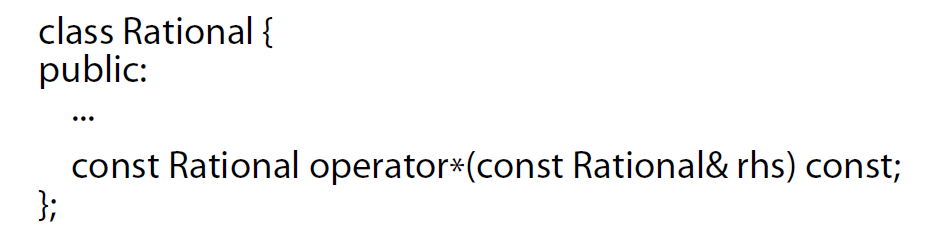 class Rational {
public:
...
const Rational operator*(const Rational& rhs) const;
};